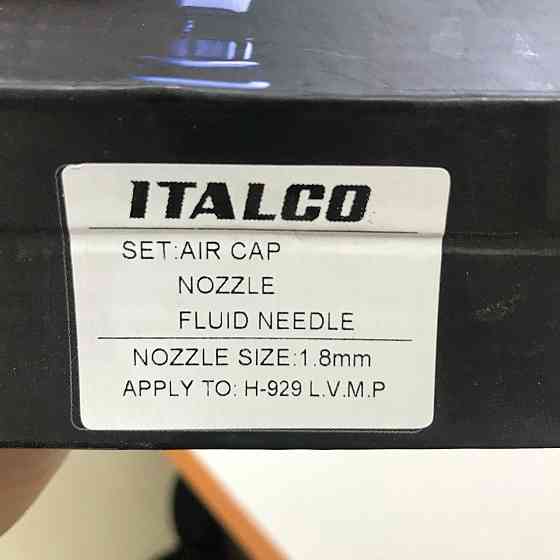 ITALCO
SET:AIR CAP
NOZZLE
FLUID NEEDLE
NOZZLE SIZE:1.8mm
APPLY TO: H-929 L.V.M.P